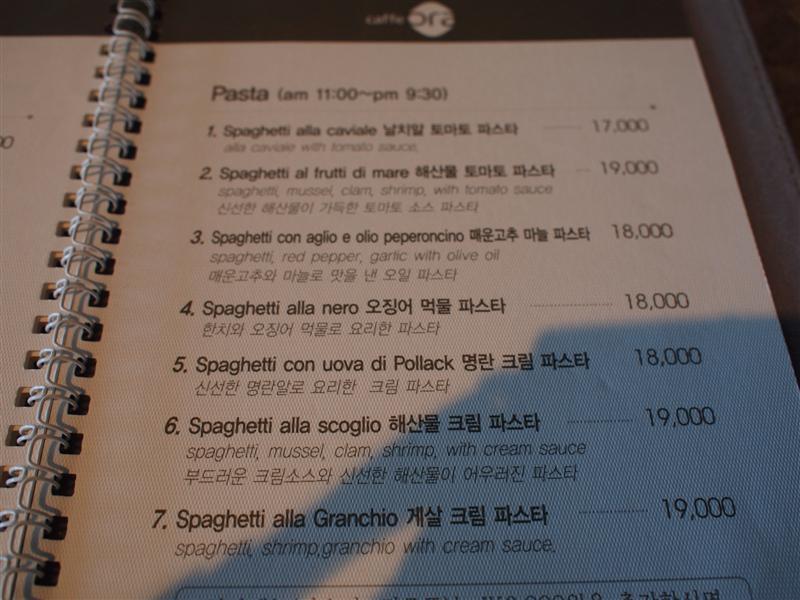 caffe ora
Pasta (am 11:00~pm 9:30)
1. Spaghetti alla caviale 날치알 토마토 파스타 17,000
alla caviale with tomato sauce.
2. Spaghetti al frutti di mare 해산물 토마토 파스타 19,000
spaghetti, mussel, clam, shrimp, with tomato sauce
신선한 해산물이 가득한 토마토 소스 파스타
3. Spaghetti con aglio e olio peperoncino 매운고추 마늘 파스타 18,000
spaghetti, red pepper, garlic with olive oil
매운고추와 마늘로 맛을 낸 오일 파스타
4. Spaghetti alla nero 오징어 먹물 파스타 18,000
한치와 오징어 먹물로 요리한 파스타
5. Spaghetti con uova di Pollack 명란 크림 파스타 18,000
신선한 명란알로 요리한 크림 파스타
6. Spaghetti alla scoglio 해산물 크림 파스타 19,000
spaghetti, mussel, clam, shrimp, with cream sauce
부드러운 크림소스와 신선한 해산물이 어우러진 파스타
7. Spaghetti alla Granchio 게살 크림 파스타 19,000
spaghetti, shrimp,granchio with cream sauce.